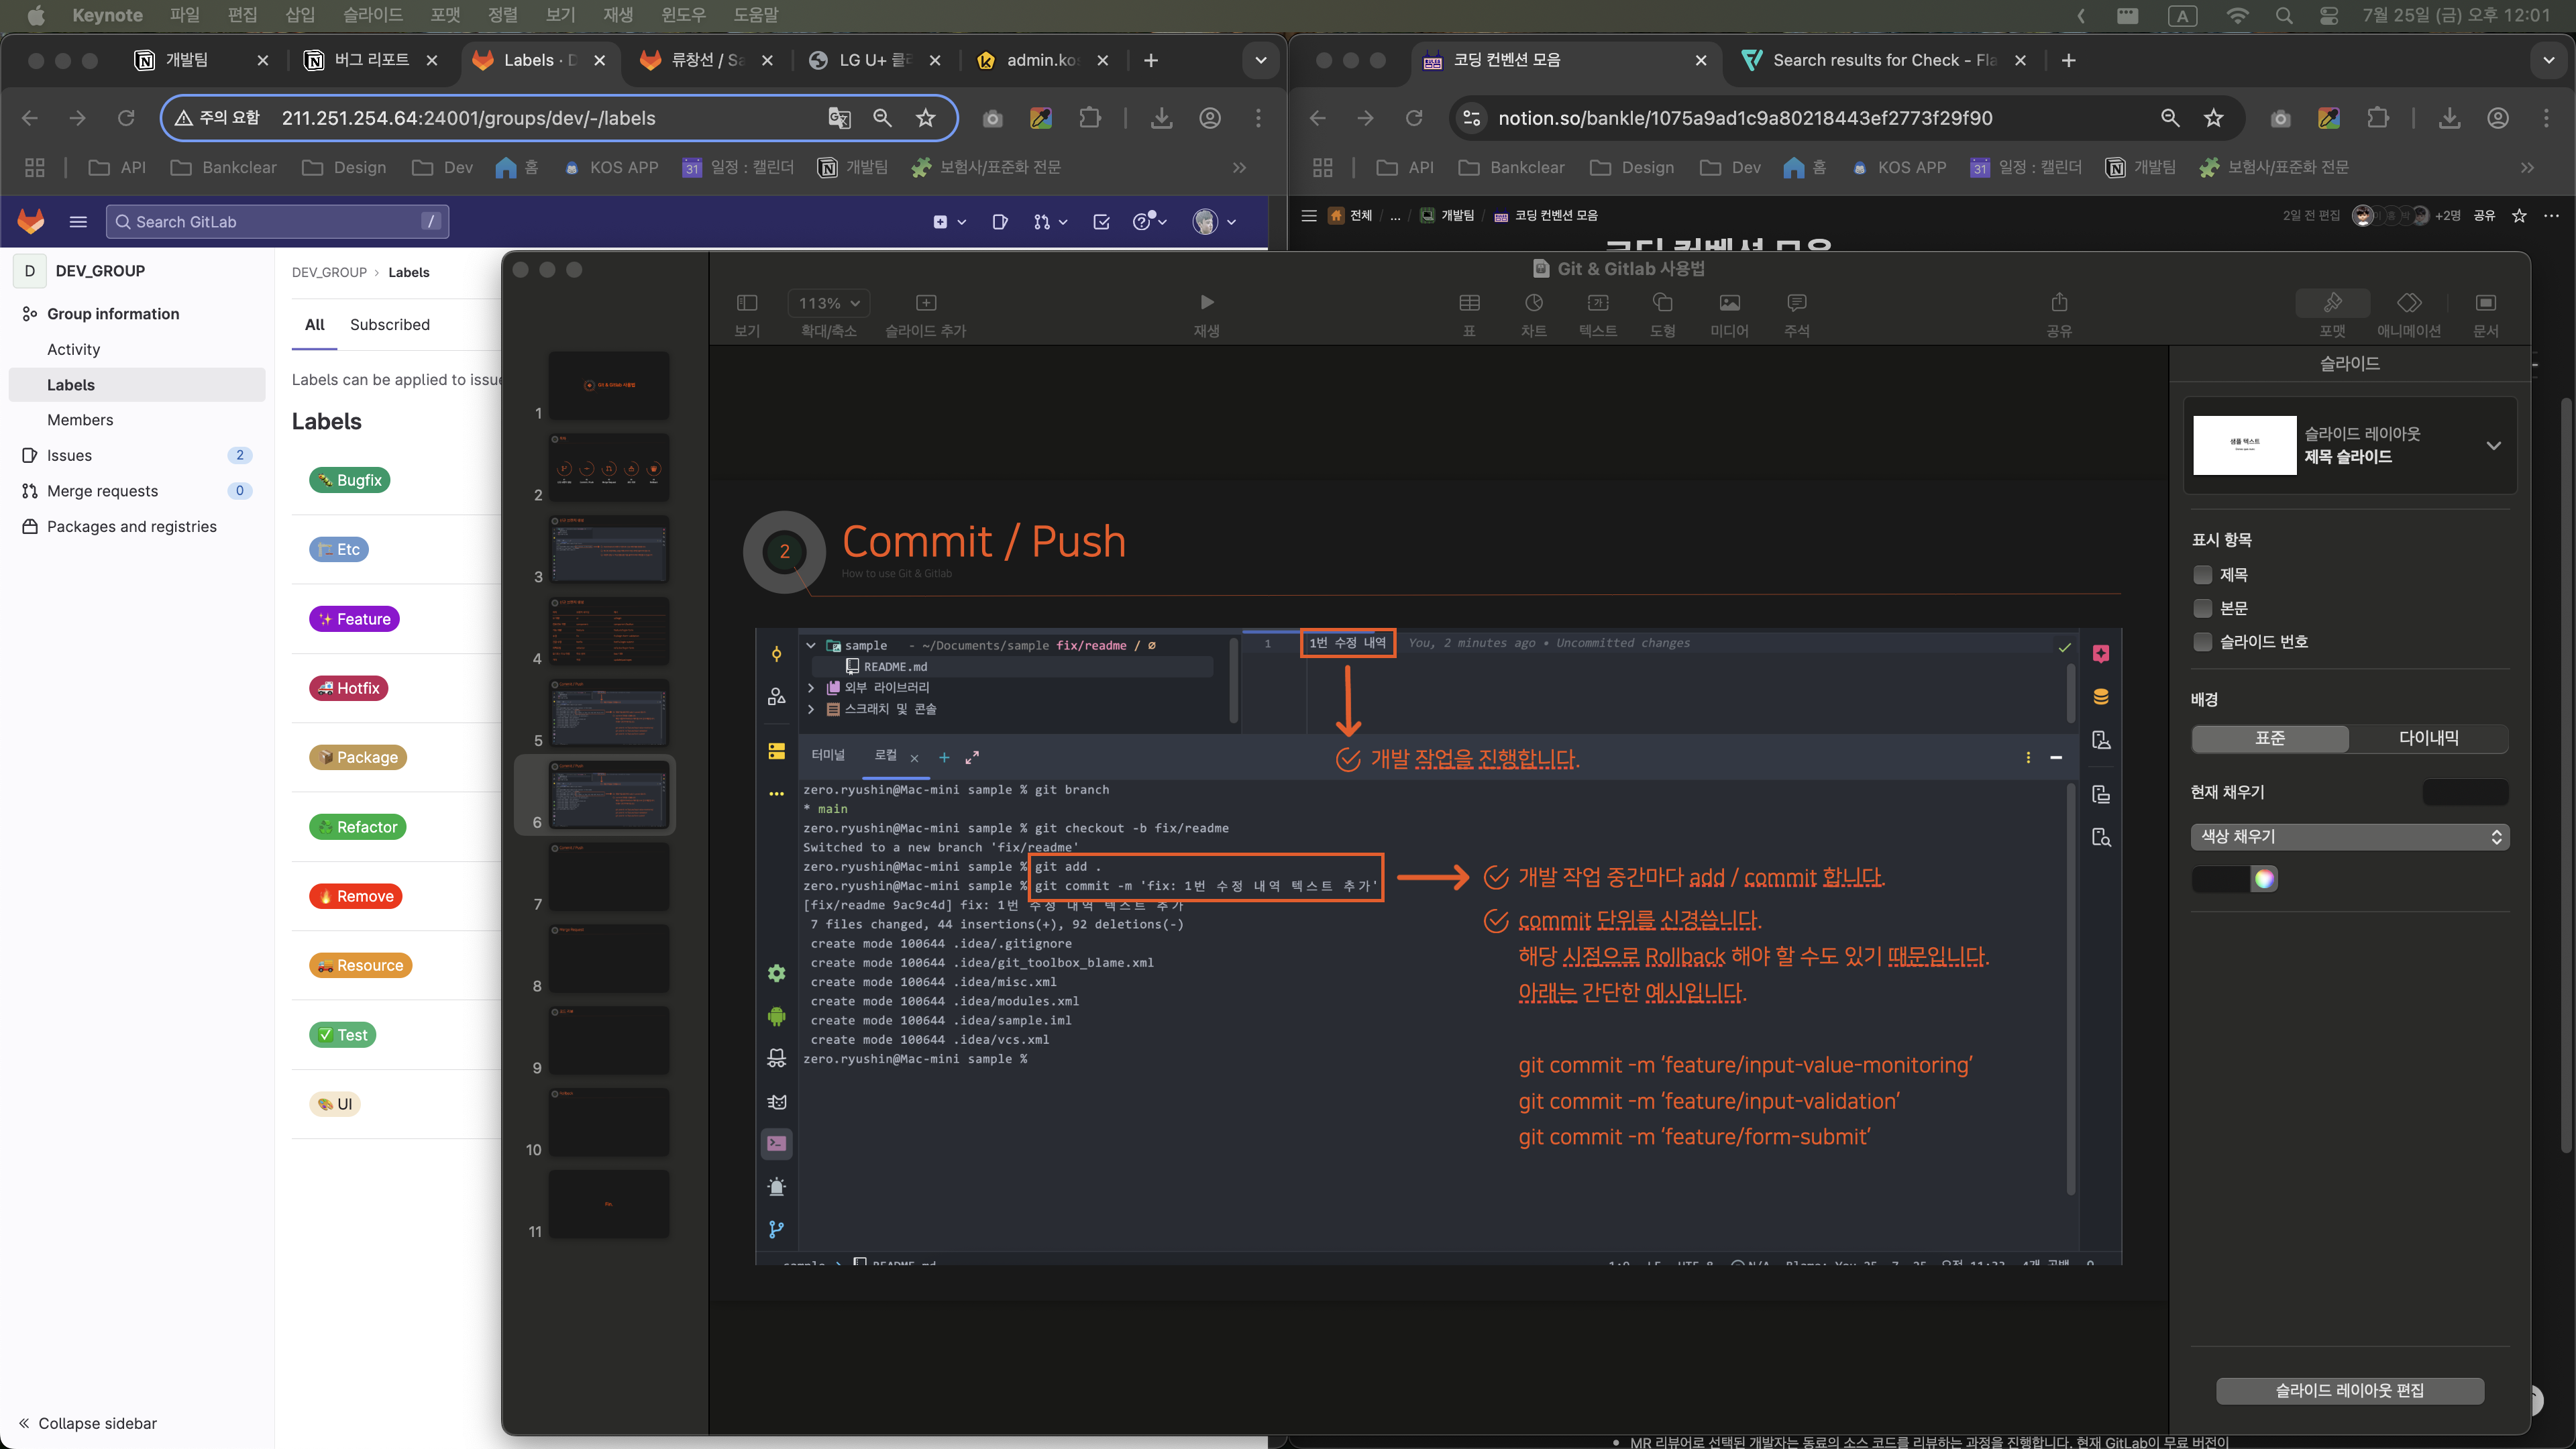 Keynote 파일 편집 삽입 슬라이드 포맷 정렬 보기 재생 윈도우 도움말
A 7월 25일 (금) 오후 12:01
개발팀 버그 리포트 Labels · D 류창선 / Sa LG U+ 클 admin.ko
주의 요함 211.251.254.64:24001/groups/dev/-/labels
API Bankclear Design Dev 홈 KOS APP 31 일정 : 캘린더 개발팀 보험사/표준화 전문
코딩 컨벤션 모음 Search results for Check - Fla
notion.so/bankle/1075a9ad1c9a80218443ef2773f29f90
API Bankclear Design Dev 홈 KOS APP 31 일정 : 캘린더 개발팀 보험사/표준화 전문
Search GitLab /
전체 / ... / 개발팀 / 코딩 컨벤션 모음 2일 전 편집 +2명 공유
코딩 컨벤션 모음
D DEV_GROUP
Group information
Activity
Labels
Members
Issues 2
Merge requests 0
Packages and registries
Collapse sidebar
DEV_GROUP › Labels
All Subscribed
Labels can be applied to issue
Labels
Bugfix
Etc
Feature
Hotfix
Package
Refactor
Remove
Resource
Test
UI
Git & Gitlab 사용법
113%
보기 확대/축소 슬라이드 추가 재생 표 차트 텍스트 도형 미디어 주석 공유 포맷 애니메이션 문서
1
Git & Gitlab 사용법
2
3
4
5
6
7
8
9
10
11
2 Commit / Push
How to use Git & Gitlab
sample - ~/Documents/sample fix/readme / ∅
README.md
외부 라이브러리
스크래치 및 콘솔
1 1번 수정 내역 You, 2 minutes ago • Uncommitted changes
개발 작업을 진행합니다.
터미널 로컬
zero.ryushin@Mac-mini sample % git branch
* main
zero.ryushin@Mac-mini sample % git checkout -b fix/readme
Switched to a new branch 'fix/readme'
zero.ryushin@Mac-mini sample % git add .
zero.ryushin@Mac-mini sample % git commit -m 'fix: 1번 수정 내역 텍스트 추가'
[fix/readme 9ac9c4d] fix: 1번 수정 내역 텍스트 추가
7 files changed, 44 insertions(+), 92 deletions(-)
create mode 100644 .idea/.gitignore
create mode 100644 .idea/git_toolbox_blame.xml
create mode 100644 .idea/misc.xml
create mode 100644 .idea/modules.xml
create mode 100644 .idea/sample.iml
create mode 100644 .idea/vcs.xml
zero.ryushin@Mac-mini sample %
개발 작업 중간마다 add / commit 합니다.
commit 단위를 신경씁니다.
해당 시점으로 Rollback 해야 할 수도 있기 때문입니다.
아래는 간단한 예시입니다.
git commit -m ‘feature/input-value-monitoring’
git commit -m ‘feature/input-validation’
git commit -m ‘feature/form-submit’
sample README.md
슬라이드
샘플 텍스트
슬라이드 레이아웃
제목 슬라이드
표시 항목
제목
본문
슬라이드 번호
배경
표준 다이내믹
현재 채우기
색상 채우기
슬라이드 레이아웃 편집
MR 리뷰어로 선택된 개발자는 동료의 소스 코드를 리뷰하는 과정을 진행합니다. 현재 GitLab이 무료 버전이